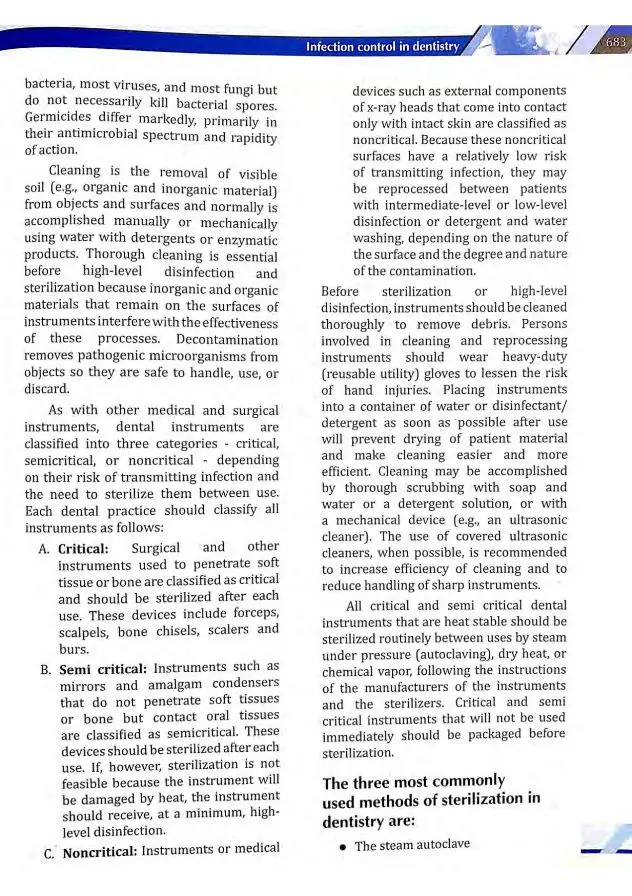 Infection control in dentistry
683
bacteria, most viruses, and most fungi but
do not necessarily kill bacterial spores.
Germicides differ markedly, primarily in
their antimicrobial spectrum and rapidity
of action.
Cleaning is the removal of visible
soil (e.g., organic and inorganic material)
from objects and surfaces and normally is
accomplished manually or mechanically
using water with detergents or enzymatic
products. Thorough cleaning is essential
before high-level disinfection and
sterilization because inorganic and organic
materials that remain on the surfaces of
instruments interfere with the effectiveness
of these processes. Decontamination
removes pathogenic microorganisms from
objects so they are safe to handle, use, or
discard.
As with other medical and surgical
instruments, dental instruments are
classified into three categories - critical,
semicritical, or noncritical - depending
on their risk of transmitting infection and
the need to sterilize them between use.
Each dental practice should classify all
instruments as follows:
A. Critical: Surgical and other
instruments used to penetrate soft
tissue or bone are classified as critical
and should be sterilized after each
use. These devices include forceps,
scalpels, bone chisels, scalers and
burs.
B. Semi critical: Instruments such as
mirrors and amalgam condensers
that do not penetrate soft tissues
or bone but contact oral tissues
are classified as semicritical. These
devices should be sterilized after each
use. If, however, sterilization is not
feasible because the instrument will
be damaged by heat, the instrument
should receive, at a minimum, high-
level disinfection.
C. Noncritical: Instruments or medical
devices such as external components
of x-ray heads that come into contact
only with intact skin are classified as
noncritical. Because these noncritical
surfaces have a relatively low risk
of transmitting infection, they may
be reprocessed between patients
with intermediate-level or low-level
disinfection or detergent and water
washing, depending on the nature of
the surface and the degree and nature
of the contamination.
Before sterilization or high-level
disinfection, instruments should be cleaned
thoroughly to remove debris. Persons
involved in cleaning and reprocessing
instruments should wear heavy-duty
(reusable utility) gloves to lessen the risk
of hand injuries. Placing instruments
into a container of water or disinfectant/
detergent as soon as possible after use
will prevent drying of patient material
and make cleaning easier and more
efficient. Cleaning may be accomplished
by thorough scrubbing with soap and
water or a detergent solution, or with
a mechanical device (e.g., an ultrasonic
cleaner). The use of covered ultrasonic
cleaners, when possible, is recommended
to increase efficiency of cleaning and to
reduce handling of sharp instruments.
All critical and semi critical dental
instruments that are heat stable should be
sterilized routinely between uses by steam
under pressure (autoclaving), dry heat, or
chemical vapor, following the instructions
of the manufacturers of the instruments
and the sterilizers. Critical and semi
critical instruments that will not be used
immediately should be packaged before
sterilization.
The three most commonly
used methods of sterilization in
dentistry are:
• The steam autoclave